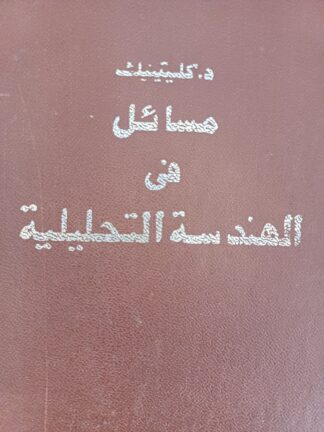 د. كليتينيك
مسائل
فى
الهندسة التحليلية